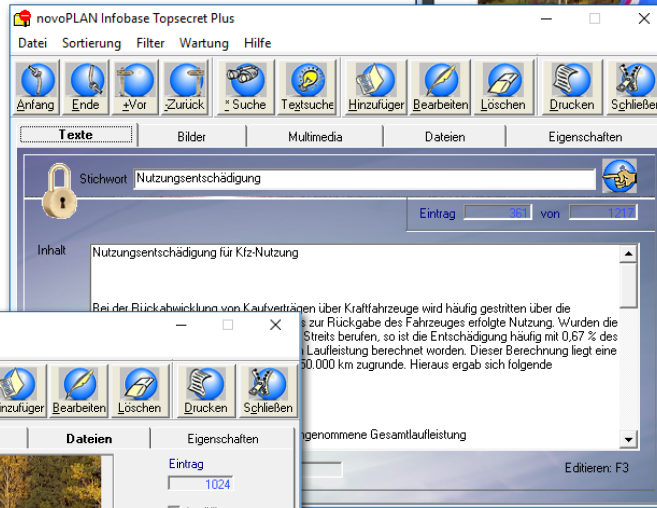 novoPLAN Infobase Topsecret Plus
Datei Sortierung Filter Wartung Hilfe
Anfang Ende +Vor -Zurück * Suche Textsuche Hinzufüger Bearbeiten Löschen Drucken Schließer
Texte Bilder Multimedia Dateien Eigenschaften
Stichwort Nutzungsentschädigung
Eintrag 361 von 1217
Inhalt
Nutzungsentschädigung für Kfz-Nutzung
Bei der Rückabwicklung von Kaufverträgen über Kraftfahrzeuge wird häufig gestritten über die
s zur Rückgabe des Fahrzeuges erfolgte Nutzung. Wurden die
Streits berufen, so ist die Entschädigung häufig mit 0,67 % des
Laufleistung berechnet worden. Dieser Berechnung liegt eine
50.000 km zugrunde. Hieraus ergab sich folgende
ngenommene Gesamtlaufleistung
Editieren: F3
inzufüger Bearbeiten Löschen Drucken Schließen
Dateien Eigenschaften
Eintrag
1024